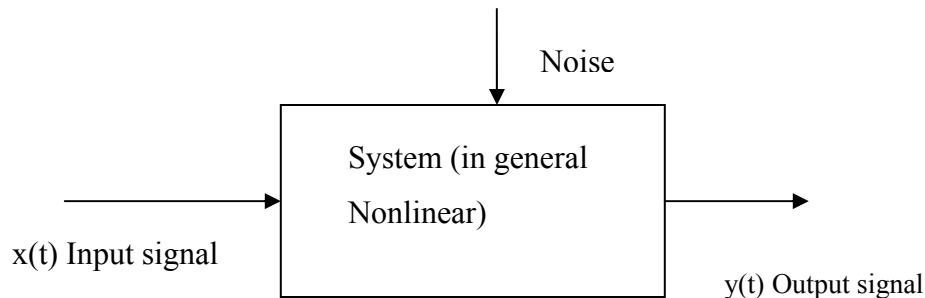 Noise
System (in general
Nonlinear)
x(t) Input signal
y(t) Output signal